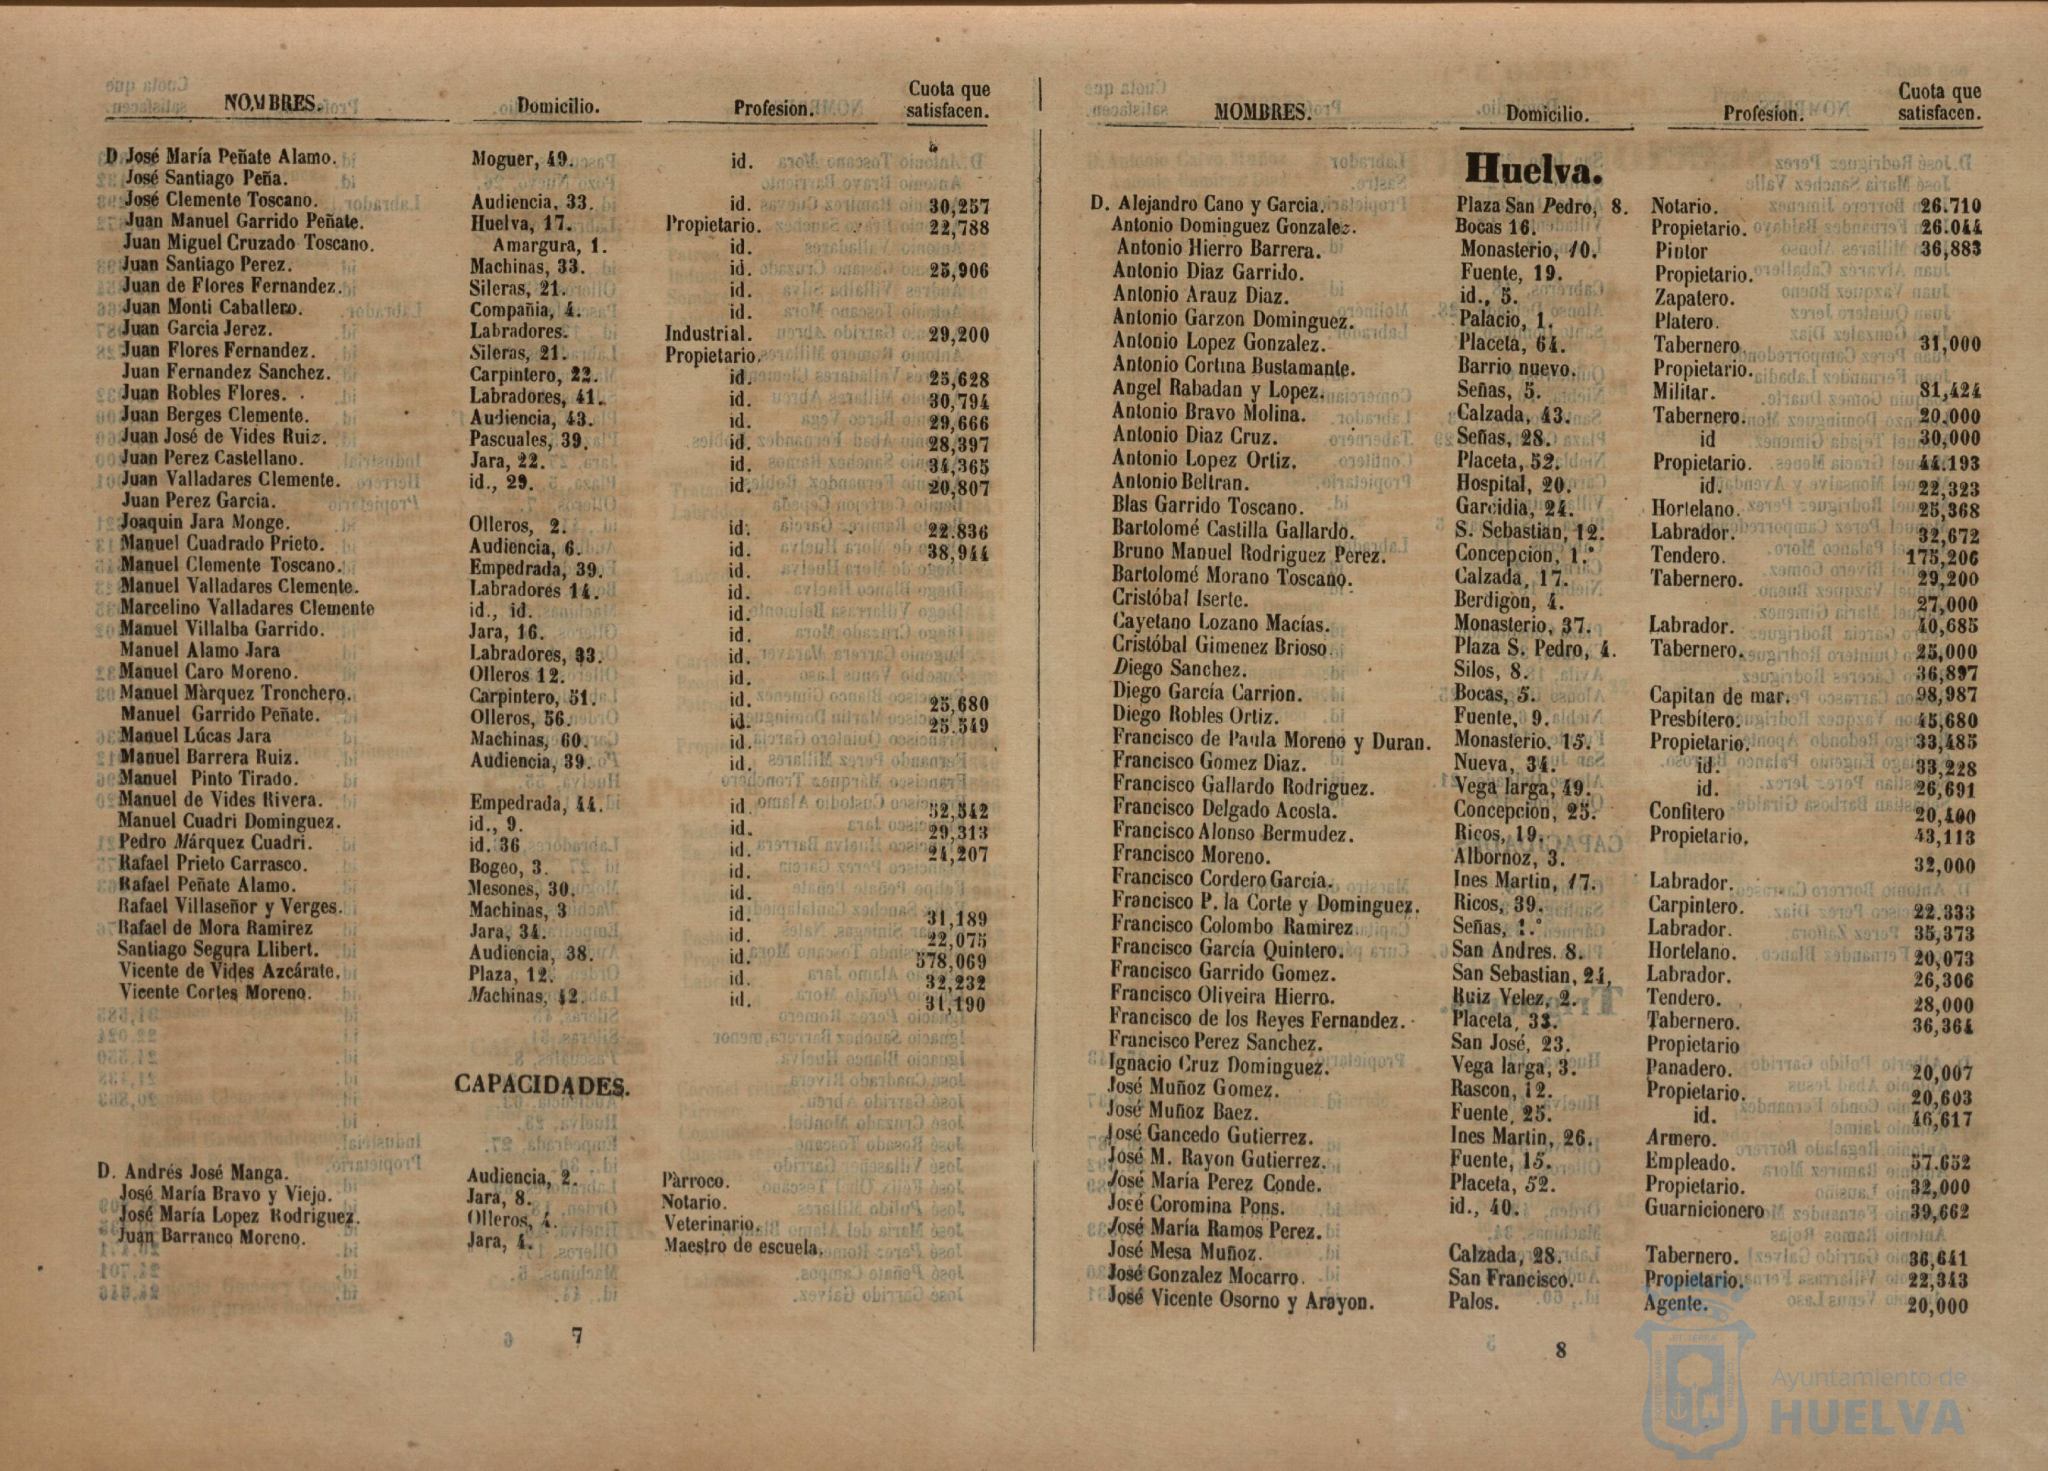 NOMBRES. Domicilio. Profesion. Cuota que satisfacen.
D José María Peñate Alamo. Moguer, 49. id.
José Santiago Peña.
José Clemente Toscano. Audiencia, 33. id. 30,257
Juan Manuel Garrido Peñate. Huelva, 17. Propietario. 22,788
Juan Miguel Cruzado Toscano. Amargura, 1. id.
Juan Santiago Perez. Machinas, 33. id. 25,906
Juan de Flores Fernandez. Sileras, 21. id.
Juan Monti Caballero. Compañia, 4. id.
Juan Garcia Jerez. Labradores. Industrial. 29,200
Juan Flores Fernandez. Sileras, 21. Propietario.
Juan Fernandez Sanchez. Carpintero, 22. id. 25,628
Juan Robles Flores. Labradores, 41. id. 30,794
Juan Berges Clemente. Audiencia, 43. id. 29,666
Juan José de Vides Ruiz. Pascuales, 39. id. 28,397
Juan Perez Castellano. Jara, 22. id. 34,365
Juan Valladares Clemente. id., 29. id. 20,807
Juan Perez Garcia.
Joaquin Jara Monge. Olleros, 2. id. 22.836
Manuel Cuadrado Prieto. Audiencia, 6. id. 38,944
Manuel Clemente Toscano. Empedrada, 39. id.
Manuel Valladares Clemente. Labradores 14. id.
Marcelino Valladares Clemente id., id. id.
Manuel Villalba Garrido. Jara, 16. id.
Manuel Alamo Jara Labradores, 33. id.
Manuel Caro Moreno. Olleros 12. id.
Manuel Màrquez Tronchero. Carpintero, 51. id. 25,680
Manuel Garrido Peñate. Olleros, 56. id. 25.549
Manuel Lúcas Jara Machinas, 60. id.
Manuel Barrera Ruiz. Audiencia, 39. id.
Manuel Pinto Tirado.
Manuel de Vides Rivera. Empedrada, 44. id. 52,542
Manuel Cuadri Dominguez. id., 9. id. 29,313
Pedro Márquez Cuadri. id. 36 id. 24,207
Rafael Prieto Carrasco. Bogeo, 3. id.
Rafael Peñate Alamo. Mesones, 30. id.
Rafael Villaseñor y Verges. Machinas, 3 id. 31,189
Rafael de Mora Ramirez Jara, 34. id. 22,075
Santiago Segura Llibert. Audiencia, 38. id. 578,069
Vicente de Vides Azcárate. Plaza, 12. id. 32,232
Vicente Cortes Moreno. Machinas, 42. id. 31,190
CAPACIDADES.
D. Andrés José Manga. Audiencia, 2. Pàrroco.
José María Bravo y Viejo. Jara, 8. Notario.
José María Lopez Rodriguez. Olleros, 4. Veterinario.
Juan Barranco Moreno. Jara, 4. Maestro de escuela.
7
MOMBRES. Domicilio. Profesion. Cuota que satisfacen.
Huelva.
D. Alejandro Cano y Garcia. Plaza San Pedro, 8. Notario. 26.710
Antonio Dominguez Gonzalez. Bocas 16. Propietario. 26.044
Antonio Hierro Barrera. Monasterio, 10. Pintor 36,883
Antonio Diaz Garrido. Fuente, 19. Propietario.
Antonio Arauz Diaz. id., 5. Zapatero.
Antonio Garzon Dominguez. Palacio, 1. Platero.
Antonio Lopez Gonzalez. Placeta, 64. Tabernero 31,000
Antonio Cortina Bustamante. Barrio nuevo. Propietario.
Angel Rabadan y Lopez. Señas, 5. Militar. 81,424
Antonio Bravo Molina. Calzada, 43. Tabernero. 20,000
Antonio Diaz Cruz. Señas, 28. id 30,000
Antonio Lopez Ortiz. Placeta, 52. Propietario. 44.193
Antonio Beltran. Hospital, 20. id. 22,323
Blas Garrido Toscano. Garcidia, 24. Hortelano. 25,368
Bartolomé Castilla Gallardo. S. Sebastian, 12. Labrador. 32,672
Bruno Manuel Rodriguez Perez. Concepcion, 1.° Tendero. 175,206
Bartolomé Morano Toscano. Calzada, 17. Tabernero. 29,200
Cristóbal Iserte. Berdigon, 4. 27,000
Cayetano Lozano Macías. Monasterio, 37. Labrador. 40,685
Cristóbal Gimenez Brioso. Plaza S. Pedro, 4. Tabernero. 25,000
Diego Sanchez. Silos, 8. 36,897
Diego García Carrion. Bocas, 5. Capitan de mar. 98,987
Diego Robles Ortiz. Fuente, 9. Presbítero. 45,680
Francisco de Paula Moreno y Duran. Monasterio. 15. Propietario. 33,485
Francisco Gomez Diaz. Nueva, 34. id. 33,228
Francisco Gallardo Rodriguez. Vega larga, 49. id. 26,691
Francisco Delgado Acosta. Concepcion, 25. Confitero 20,400
Francisco Alonso Bermudez. Ricos, 19. Propietario. 43,113
Francisco Moreno. Albornoz, 3. 32,000
Francisco Cordero García. Ines Martin, 17. Labrador.
Francisco P. la Corte y Dominguez. Ricos, 39. Carpintero. 22.333
Francisco Colombo Ramirez Señas, 1.° Labrador. 35,373
Francisco García Quintero. San Andres. 8. Hortelano. 20,073
Francisco Garrido Gomez. San Sebastian, 24, Labrador. 26,306
Francisco Oliveira Hierro. Ruiz Velez, 2. Tendero. 28,000
Francisco de los Reyes Fernandez. Placeta, 33. Tabernero. 36,364
Francisco Perez Sanchez. San José, 23. Propietario
Ignacio Cruz Dominguez. Vega larga, 3. Panadero. 20,007
José Muñoz Gomez. Rascon, 12. Propietario. 20,603
José Muñoz Baez. Fuente, 25. id. 46,617
José Gancedo Gutierrez. Ines Martin, 26. Armero.
José M. Rayon Gutierrez. Fuente, 15. Empleado. 57.652
José María Perez Conde. Placeta, 52. Propietario. 32,000
José Coromina Pons. id., 40. Guarnicionero 39,662
José María Ramos Perez.
José Mesa Muñoz. Calzada, 28. Tabernero. 36,641
José Gonzalez Mocarro. San Francisco. Propietario. 22,343
José Vicente Osorno y Arayon. Palos. Agente. 20,000
8
Ayuntamiento de
HUELVA